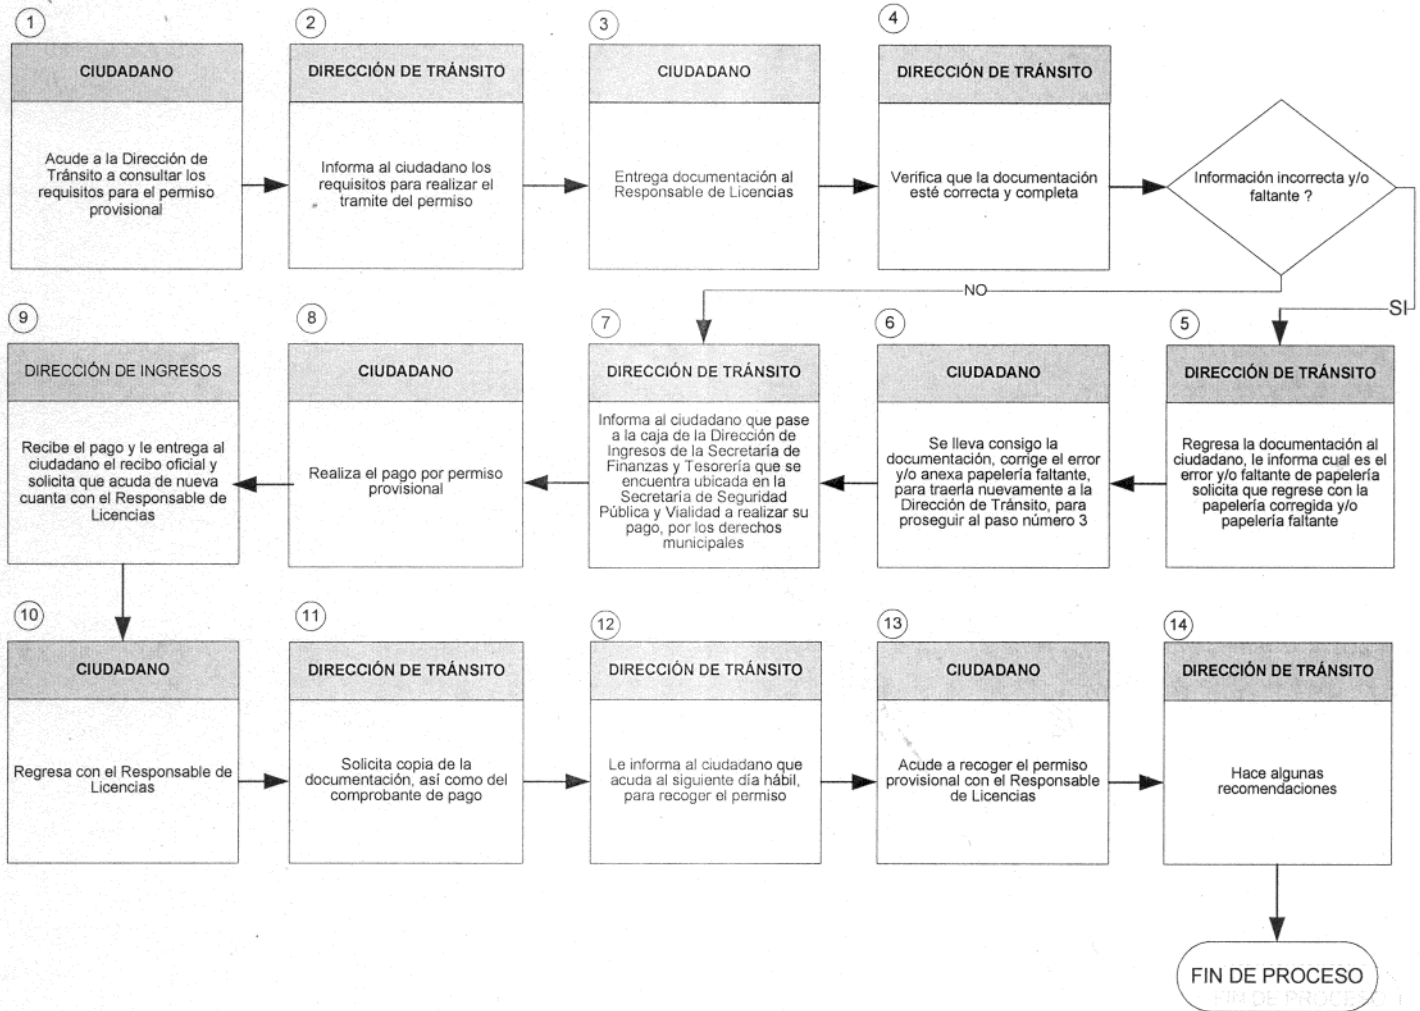 1
CIUDADANO
Acude a la Dirección de
Tránsito a consultar los
requisitos para el permiso
provisional
2
DIRECCIÓN DE TRÁNSITO
Informa al ciudadano los
requisitos para realizar el
tramite del permiso
3
CIUDADANO
Entrega documentación al
Responsable de Licencias
4
DIRECCIÓN DE TRÁNSITO
Verifica que la documentación
esté correcta y completa
Información incorrecta y/o
faltante ?
NO
SI
5
DIRECCIÓN DE TRÁNSITO
Regresa la documentación al
ciudadano, le informa cual es el
error y/o faltante de papelería
solicita que regrese con la
papelería corregida y/o
papelería faltante
6
CIUDADANO
Se lleva consigo la
documentación, corrige el error
y/o anexa papelería faltante,
para traerla nuevamente a la
Dirección de Tránsito, para
proseguir al paso número 3
7
DIRECCIÓN DE TRÁNSITO
Informa al ciudadano que pase
a la caja de la Dirección de
Ingresos de la Secretaría de
Finanzas y Tesorería que se
encuentra ubicada en la
Secretaría de Seguridad
Pública y Vialidad a realizar su
pago, por los derechos
municipales
8
CIUDADANO
Realiza el pago por permiso
provisional
9
DIRECCIÓN DE INGRESOS
Recibe el pago y le entrega al
ciudadano el recibo oficial y
solicita que acuda de nueva
cuanta con el Responsable de
Licencias
10
CIUDADANO
Regresa con el Responsable de
Licencias
11
DIRECCIÓN DE TRÁNSITO
Solicita copia de la
documentación, así como del
comprobante de pago
12
DIRECCIÓN DE TRÁNSITO
Le informa al ciudadano que
acuda al siguiente día hábil,
para recoger el permiso
13
CIUDADANO
Acude a recoger el permiso
provisional con el Responsable
de Licencias
14
DIRECCIÓN DE TRÁNSITO
Hace algunas
recomendaciones
FIN DE PROCESO
FIN DE PROCESO